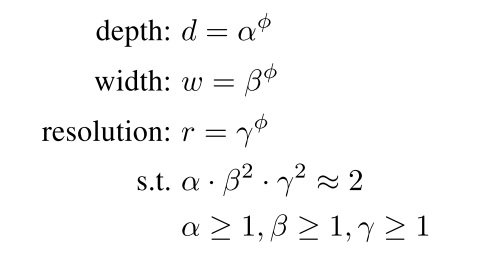 depth: d = α^ϕ
width: w = β^ϕ
resolution: r = γ^ϕ
s.t. α · β² · γ² ≈ 2
α ≥ 1, β ≥ 1, γ ≥ 1